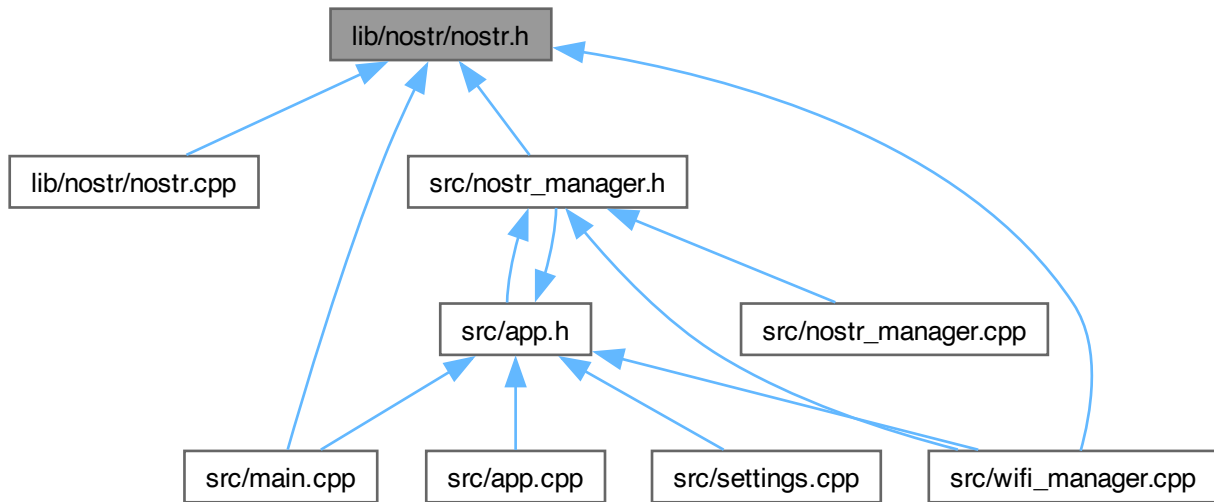 lib/nostr/nostr.h
lib/nostr/nostr.cpp
src/nostr_manager.h
src/app.h
src/nostr_manager.cpp
src/main.cpp
src/app.cpp
src/settings.cpp
src/wifi_manager.cpp